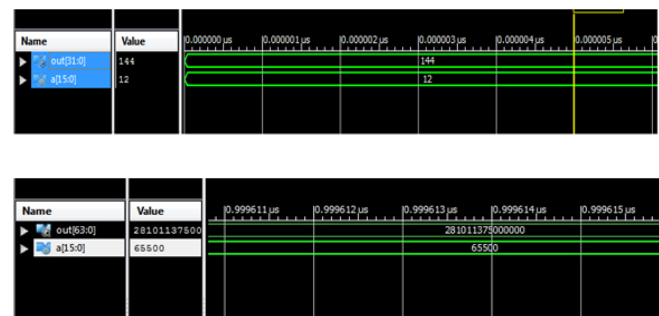 Name Value 0.000000 us 0.000001 us 0.000002 us 0.000003 us 0.000004 us 0.000005 us
out[31:0] 144 144
a[15:0] 12 12
Name Value 0.999611 us 0.999612 us 0.999613 us 0.999614 us 0.999615 us
out[63:0] 28101137500 281011375000000
a[15:0] 65500 65500